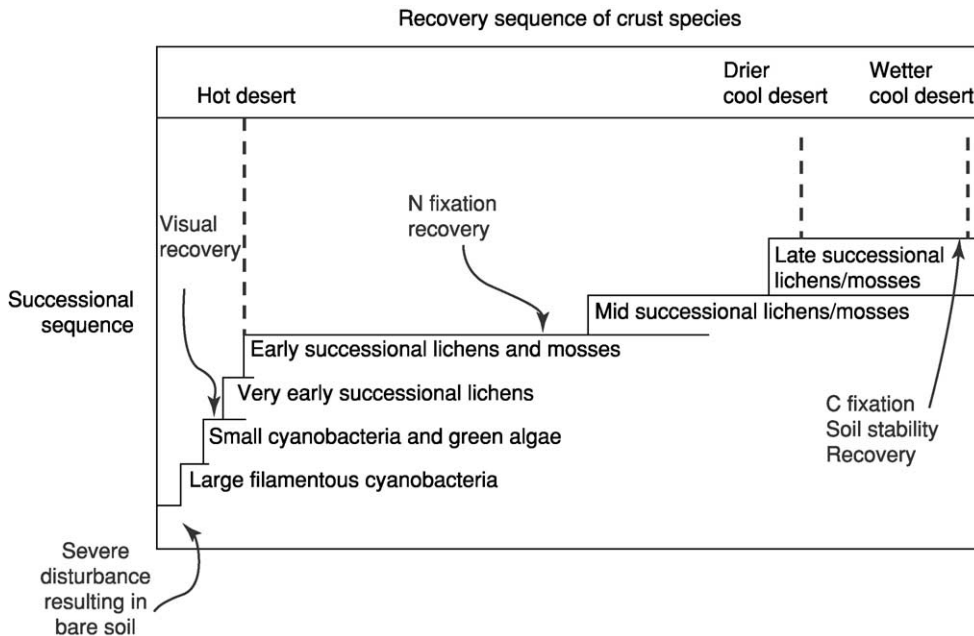 Recovery sequence of crust species
Hot desert
Drier
cool desert
Wetter
cool desert
Visual
recovery
N fixation
recovery
Successional
sequence
Late successional
lichens/mosses
Mid successional lichens/mosses
Early successional lichens and mosses
Very early successional lichens
Small cyanobacteria and green algae
Large filamentous cyanobacteria
C fixation
Soil stability
Recovery
Severe
disturbance
resulting in
bare soil